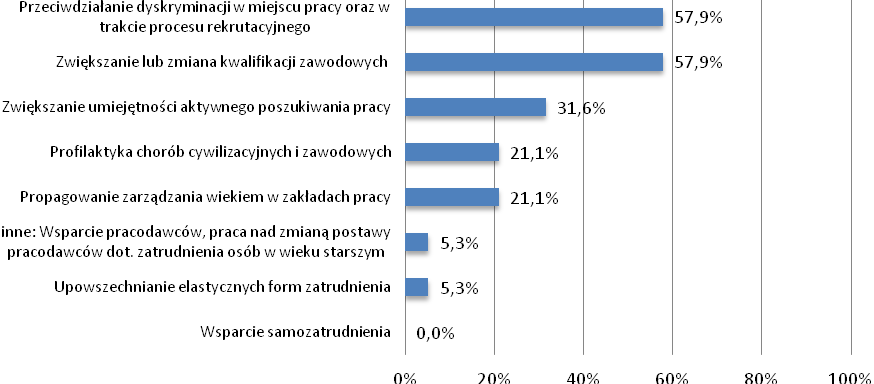 Przeciwdziałanie dyskryminacji w miejscu pracy oraz w
trakcie procesu rekrutacyjnego
57,9%
Zwiększanie lub zmiana kwalifikacji zawodowych
57,9%
Zwiększanie umiejętności aktywnego poszukiwania pracy
31,6%
Profilaktyka chorób cywilizacyjnych i zawodowych
21,1%
Propagowanie zarządzania wiekiem w zakładach pracy
21,1%
inne: Wsparcie pracodawców, praca nad zmianą postawy
pracodawców dot. zatrudnienia osób w wieku starszym
5,3%
Upowszechnianie elastycznych form zatrudnienia
5,3%
Wsparcie samozatrudnienia
0,0%
0% 20% 40% 60% 80% 100%